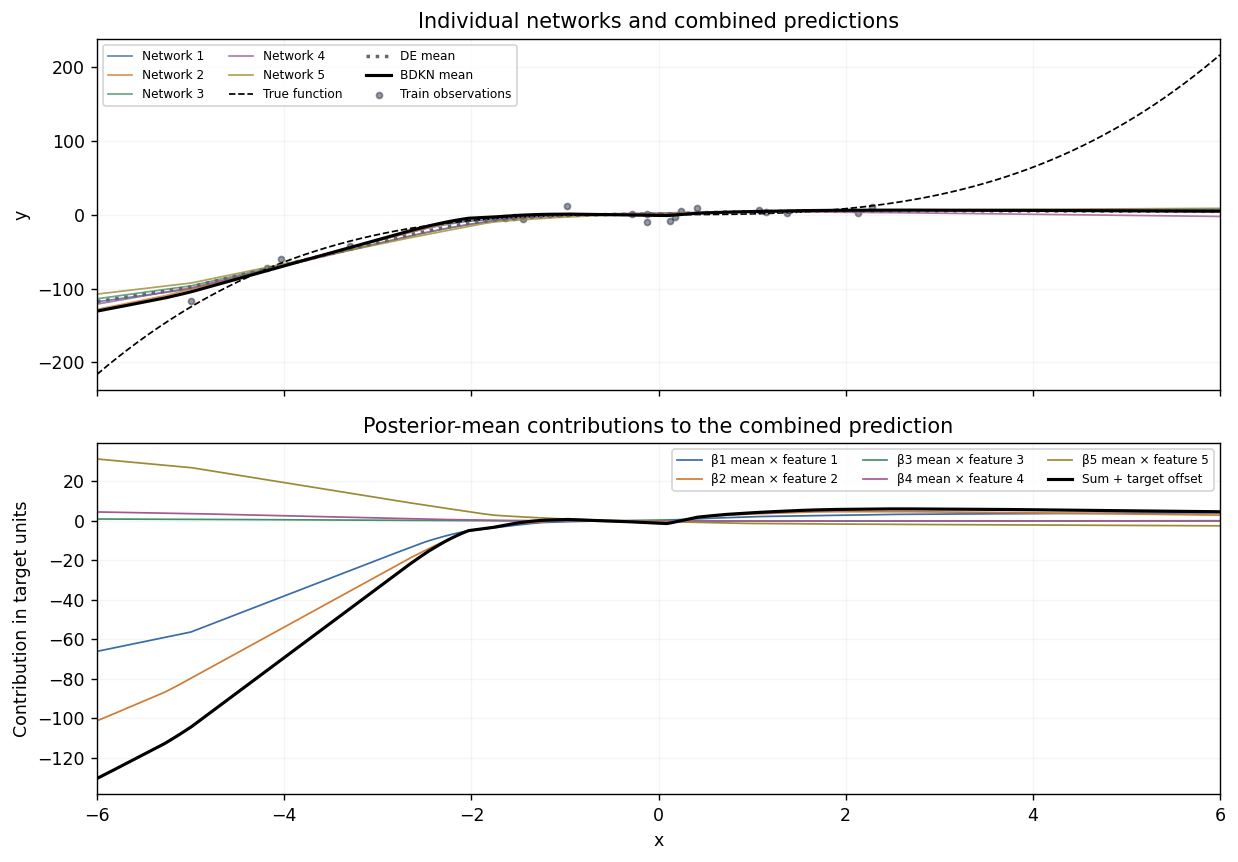 Individual networks and combined predictions
Network 1
Network 2
Network 3
Network 4
Network 5
True function
DE mean
BDKN mean
Train observations
200
100
0
−100
−200
y
Posterior-mean contributions to the combined prediction
β1 mean × feature 1
β2 mean × feature 2
β3 mean × feature 3
β4 mean × feature 4
β5 mean × feature 5
Sum + target offset
20
0
−20
−40
−60
−80
−100
−120
Contribution in target units
−6
−4
−2
0
2
4
6
x